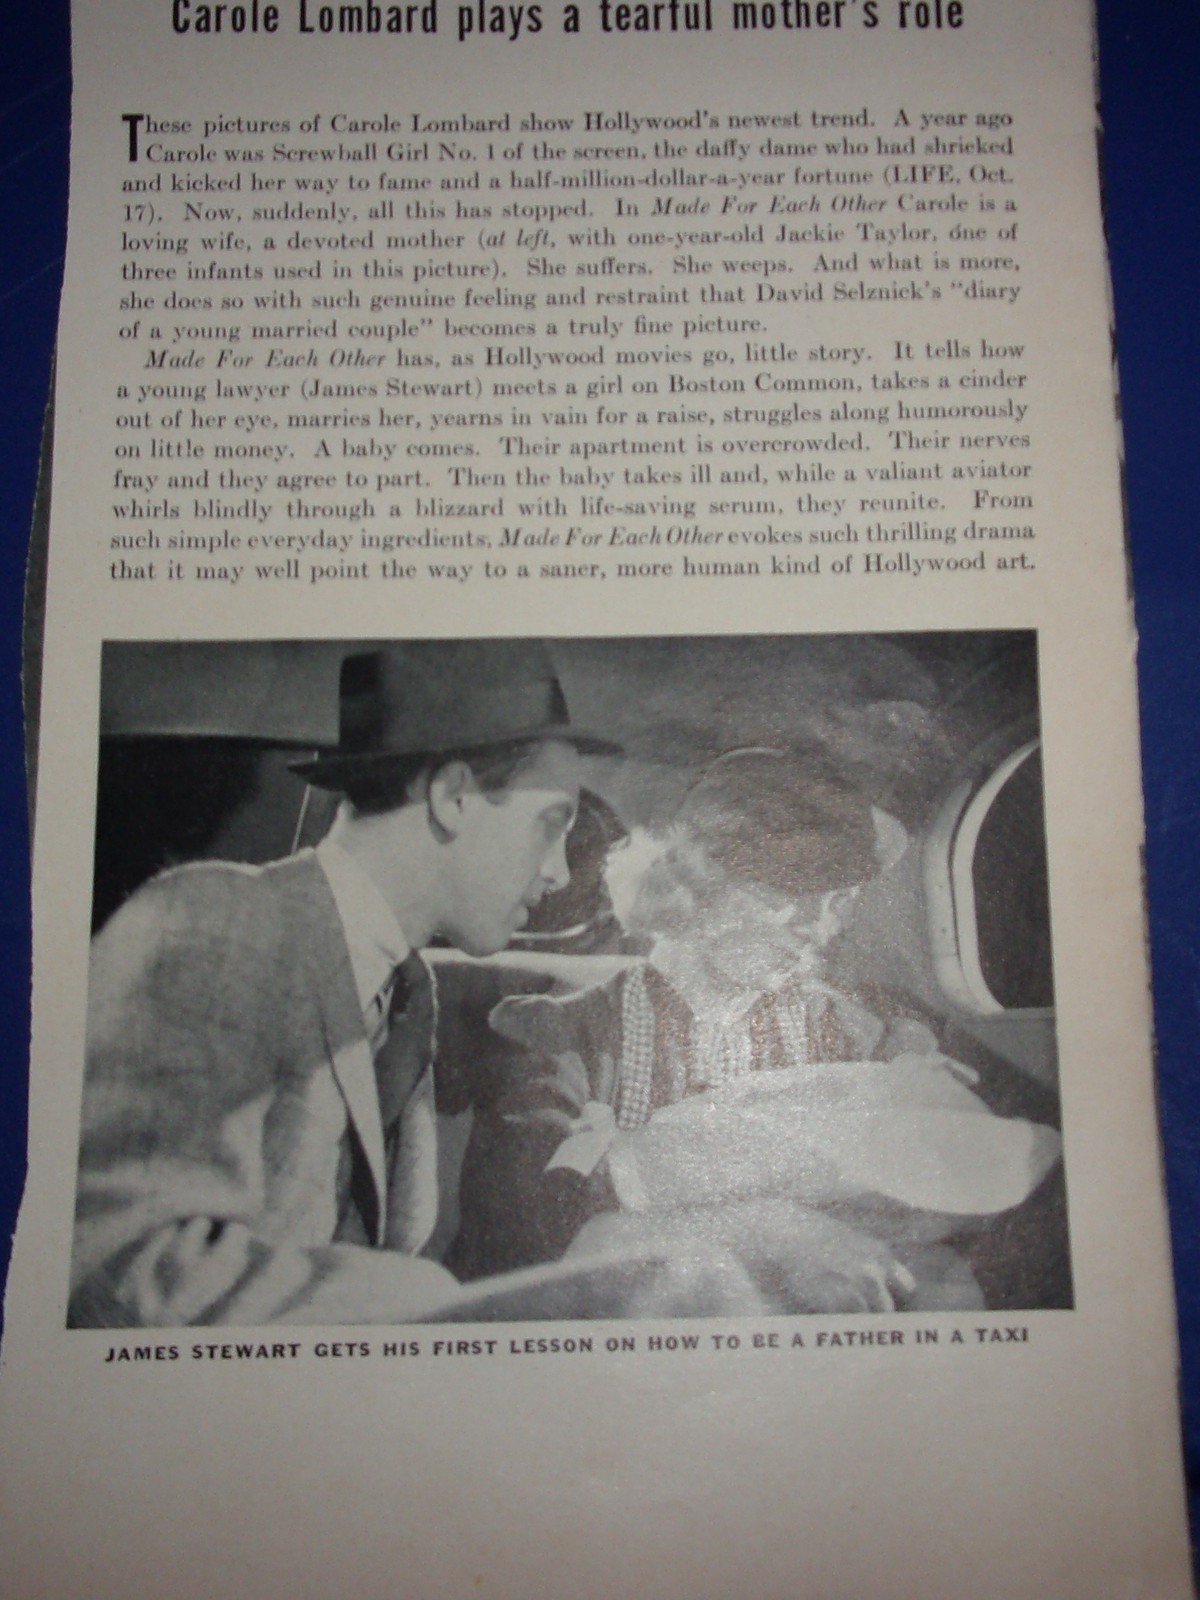 Carole Lombard plays a tearful mother's role
These pictures of Carole Lombard show Hollywood's newest trend. A year ago
Carole was Screwball Girl No. 1 of the screen, the daffy dame who had shrieked
and kicked her way to fame and a half-million-dollar-a-year fortune (LIFE, Oct.
17). Now, suddenly, all this has stopped. In Made For Each Other Carole is a
loving wife, a devoted mother (at left, with one-year-old Jackie Taylor, one of
three infants used in this picture). She suffers. She weeps. And what is more,
she does so with such genuine feeling and restraint that David Selznick's "diary
of a young married couple" becomes a truly fine picture.
Made For Each Other has, as Hollywood movies go, little story. It tells how
a young lawyer (James Stewart) meets a girl on Boston Common, takes a cinder
out of her eye, marries her, yearns in vain for a raise, struggles along humorously
on little money. A baby comes. Their apartment is overcrowded. Their nerves
fray and they agree to part. Then the baby takes ill and, while a valiant aviator
whirls blindly through a blizzard with life-saving serum, they reunite. From
such simple everyday ingredients, Made For Each Other evokes such thrilling drama
that it may well point the way to a saner, more human kind of Hollywood art.
JAMES STEWART GETS HIS FIRST LESSON ON HOW TO BE A FATHER IN A TAXI